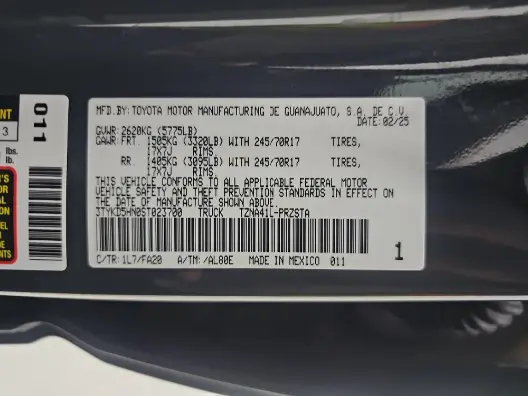 MFD.BY: TOYOTA MOTOR MANUFACTURING DE GUANAJUATO, S.A. DE C.V.
DATE: 02/25
GVWR: 2620KG (5775LB)
GAWR: FRT. 1505KG (3320LB) WITH 245/70R17 TIRES,
17X7J RIMS
RR. 1405KG (3095LB) WITH 245/70R17 TIRES,
17X7J RIMS
THIS VEHICLE CONFORMS TO ALL APPLICABLE FEDERAL MOTOR
VEHICLE SAFETY AND THEFT PREVENTION STANDARDS IN EFFECT ON
THE DATE OF MANUFACTURE SHOWN ABOVE.
3TYKD5HN0ST023700 TRUCK TZNA41L-PRZSTA
1
C/TR: 1L7/FA20 A/TM: /AL80E MADE IN MEXICO 011
011
3
lbs.
lb.